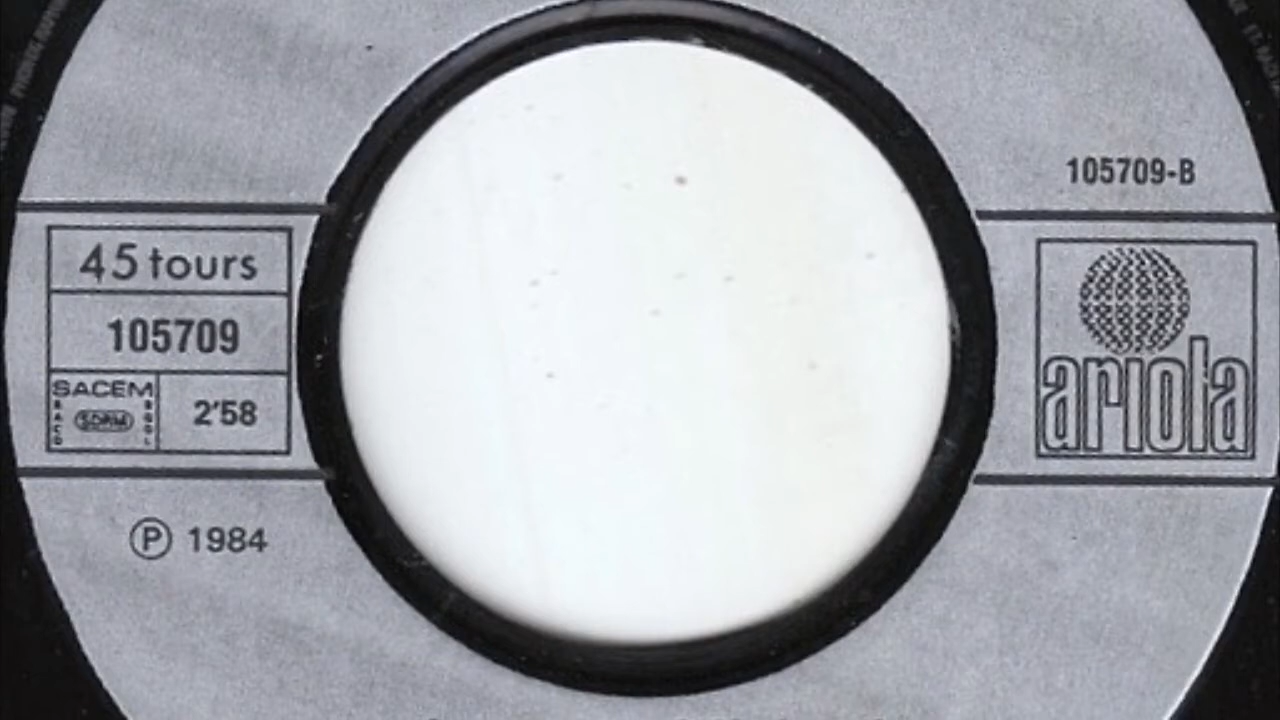 105709-B
45 tours
105709
SACEM
SDRM
2'58
ariola
Ⓟ 1984